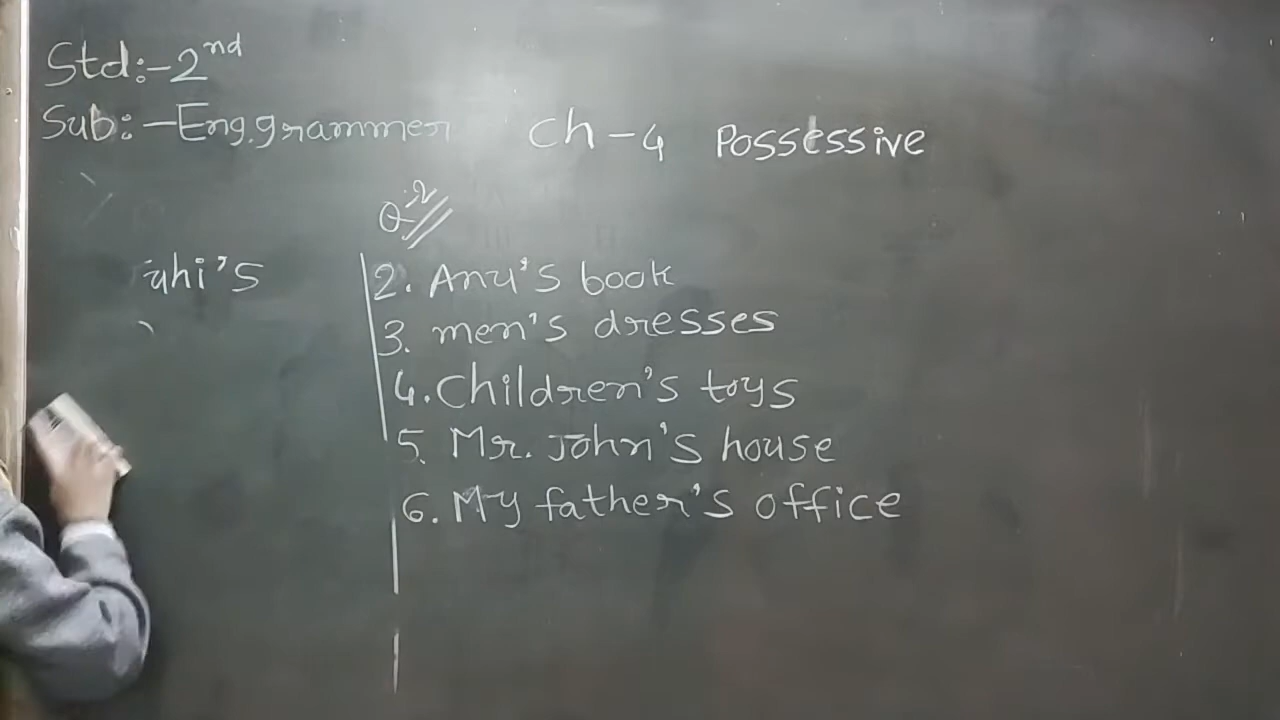 Std:-2nd
Sub:-Eng.grammer Ch-4 Possessive
Q-2
2. Anu's book
3. men's dresses
4. Children's toys
5. Mr. John's house
6. My father's office